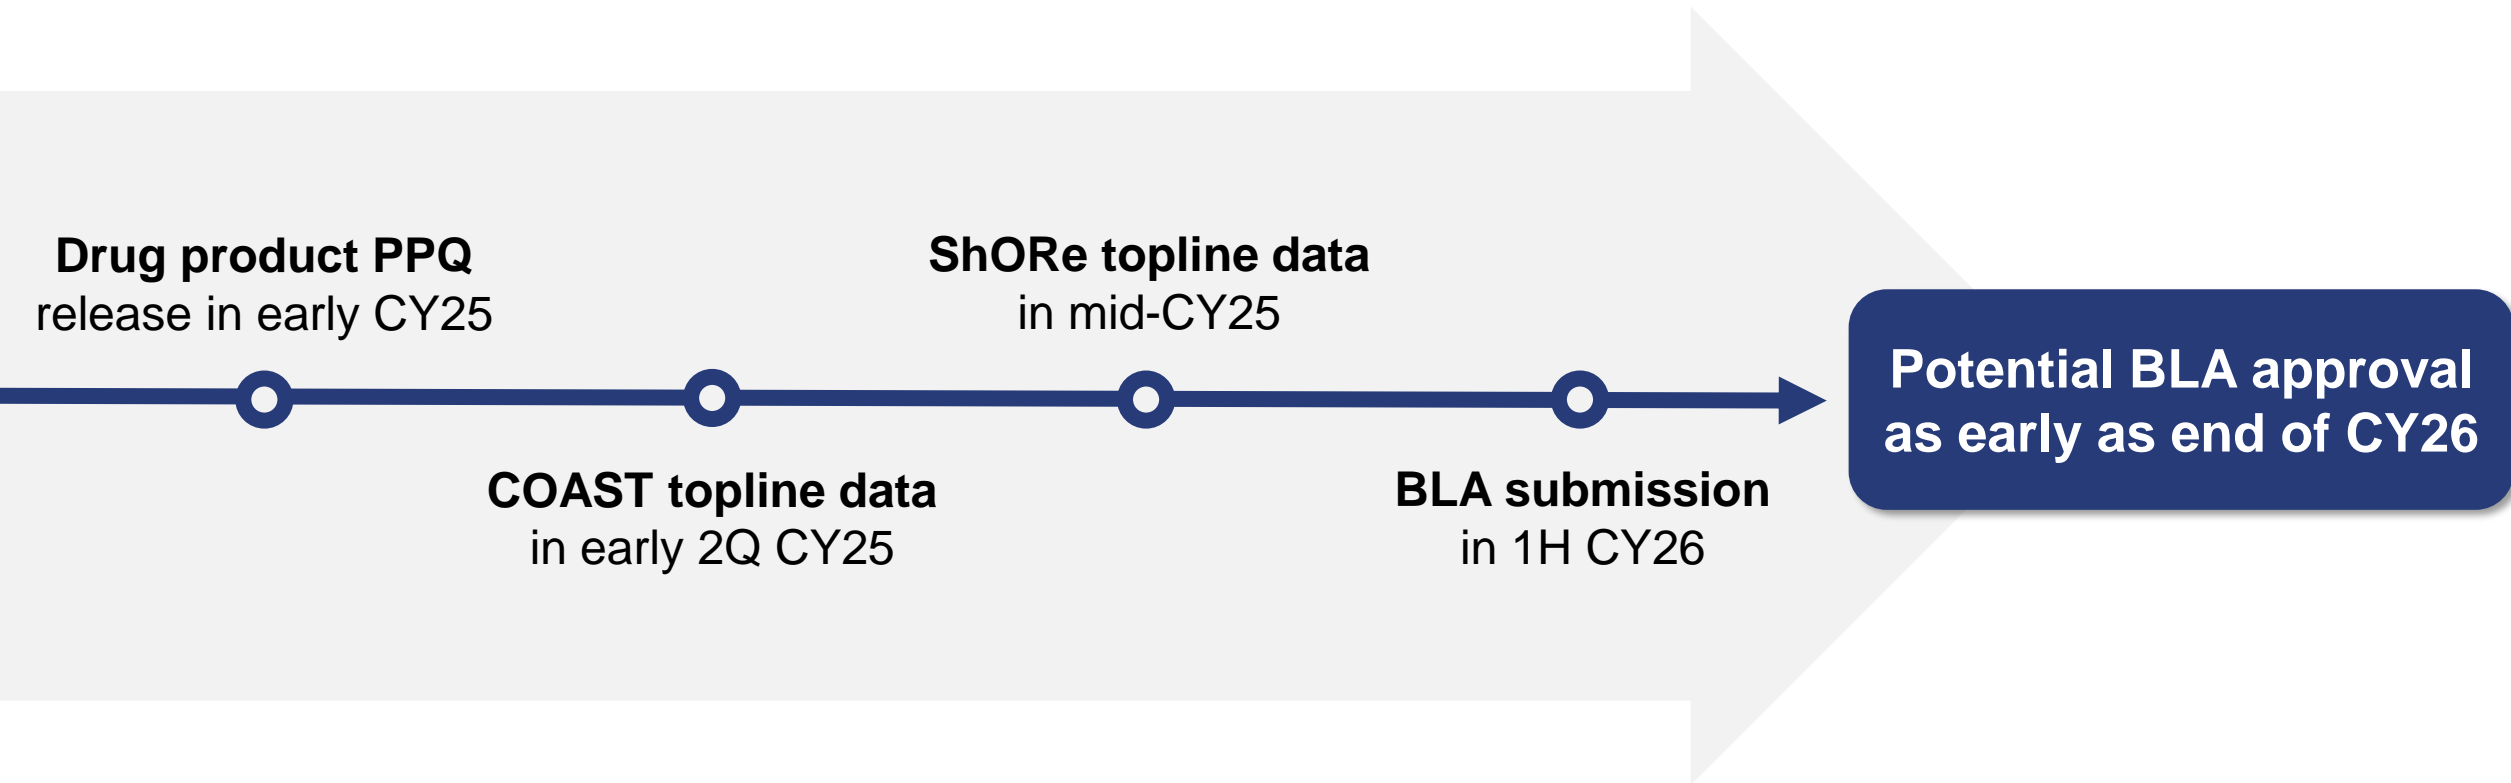 Drug product PPQ
release in early CY25
COAST topline data
in early 2Q CY25
ShORe topline data
in mid-CY25
BLA submission
in 1H CY26
Potential BLA approval
as early as end of CY26